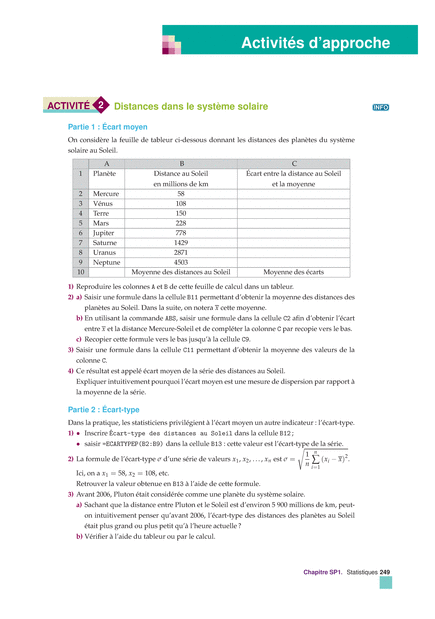 Activités d'approche
ACTIVITÉ 2 Distances dans le système solaire INFO
Partie 1 : Écart moyen
On considère la feuille de tableur ci-dessous donnant les distances des planètes du système
solaire au Soleil.
A B C
1 Planète Distance au Soleil Écart entre la distance au Soleil
en millions de km et la moyenne
2 Mercure 58
3 Vénus 108
4 Terre 150
5 Mars 228
6 Jupiter 778
7 Saturne 1429
8 Uranus 2871
9 Neptune 4503
10 Moyenne des distances au Soleil Moyenne des écarts
1) Reproduire les colonnes A et B de cette feuille de calcul dans un tableur.
2) a) Saisir une formule dans la cellule B11 permettant d'obtenir la moyenne des distances des
planètes au Soleil. Dans la suite, on notera x̅ cette moyenne.
b) En utilisant la commande ABS, saisir une formule dans la cellule C2 afin d'obtenir l'écart
entre x̅ et la distance Mercure-Soleil et de compléter la colonne C par recopie vers le bas.
c) Recopier cette formule vers le bas jusqu'à la cellule C9.
3) Saisir une formule dans la cellule C11 permettant d'obtenir la moyenne des valeurs de la
colonne C.
4) Ce résultat est appelé écart moyen de la série des distances au Soleil.
Expliquer intuitivement pourquoi l'écart moyen est une mesure de dispersion par rapport à
la moyenne de la série.
Partie 2 : Écart-type
Dans la pratique, les statisticiens privilégient à l'écart moyen un autre indicateur : l'écart-type.
1) • Inscrire Écart-type des distances au Soleil dans la cellule B12 ;
• saisir =ECARTYPEP(B2:B9) dans la cellule B13 : cette valeur est l'écart-type de la série.
2) La formule de l'écart-type σ d'une série de valeurs x₁, x₂, …, xₙ est σ = √(1/n ∑ⁿᵢ₌₁ (xᵢ − x̅)²).
Ici, on a x₁ = 58, x₂ = 108, etc.
Retrouver la valeur obtenue en B13 à l'aide de cette formule.
3) Avant 2006, Pluton était considérée comme une planète du système solaire.
a) Sachant que la distance entre Pluton et le Soleil est d'environ 5 900 millions de km, peut-
on intuitivement penser qu'avant 2006, l'écart-type des distances des planètes au Soleil
était plus grand ou plus petit qu'à l'heure actuelle ?
b) Vérifier à l'aide du tableur ou par le calcul.
Chapitre SP1. Statistiques 249